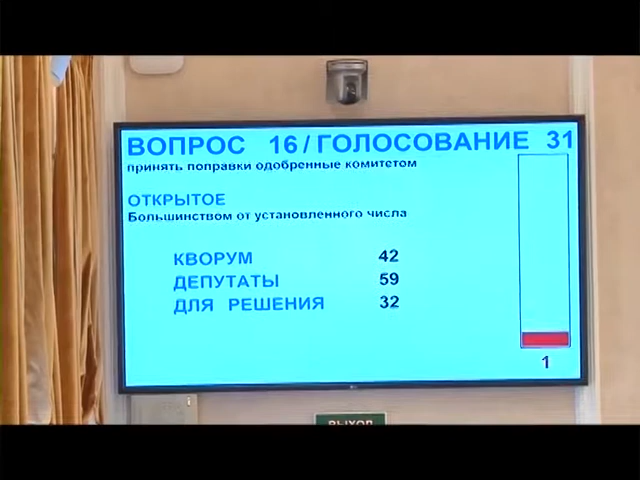 ВОПРОС 16/ГОЛОСОВАНИЕ 31
принять поправки одобренные комитетом
ОТКРЫТОЕ
Большинством от установленного числа
КВОРУМ 42
ДЕПУТАТЫ 59
ДЛЯ РЕШЕНИЯ 32
1
ВЫХОД